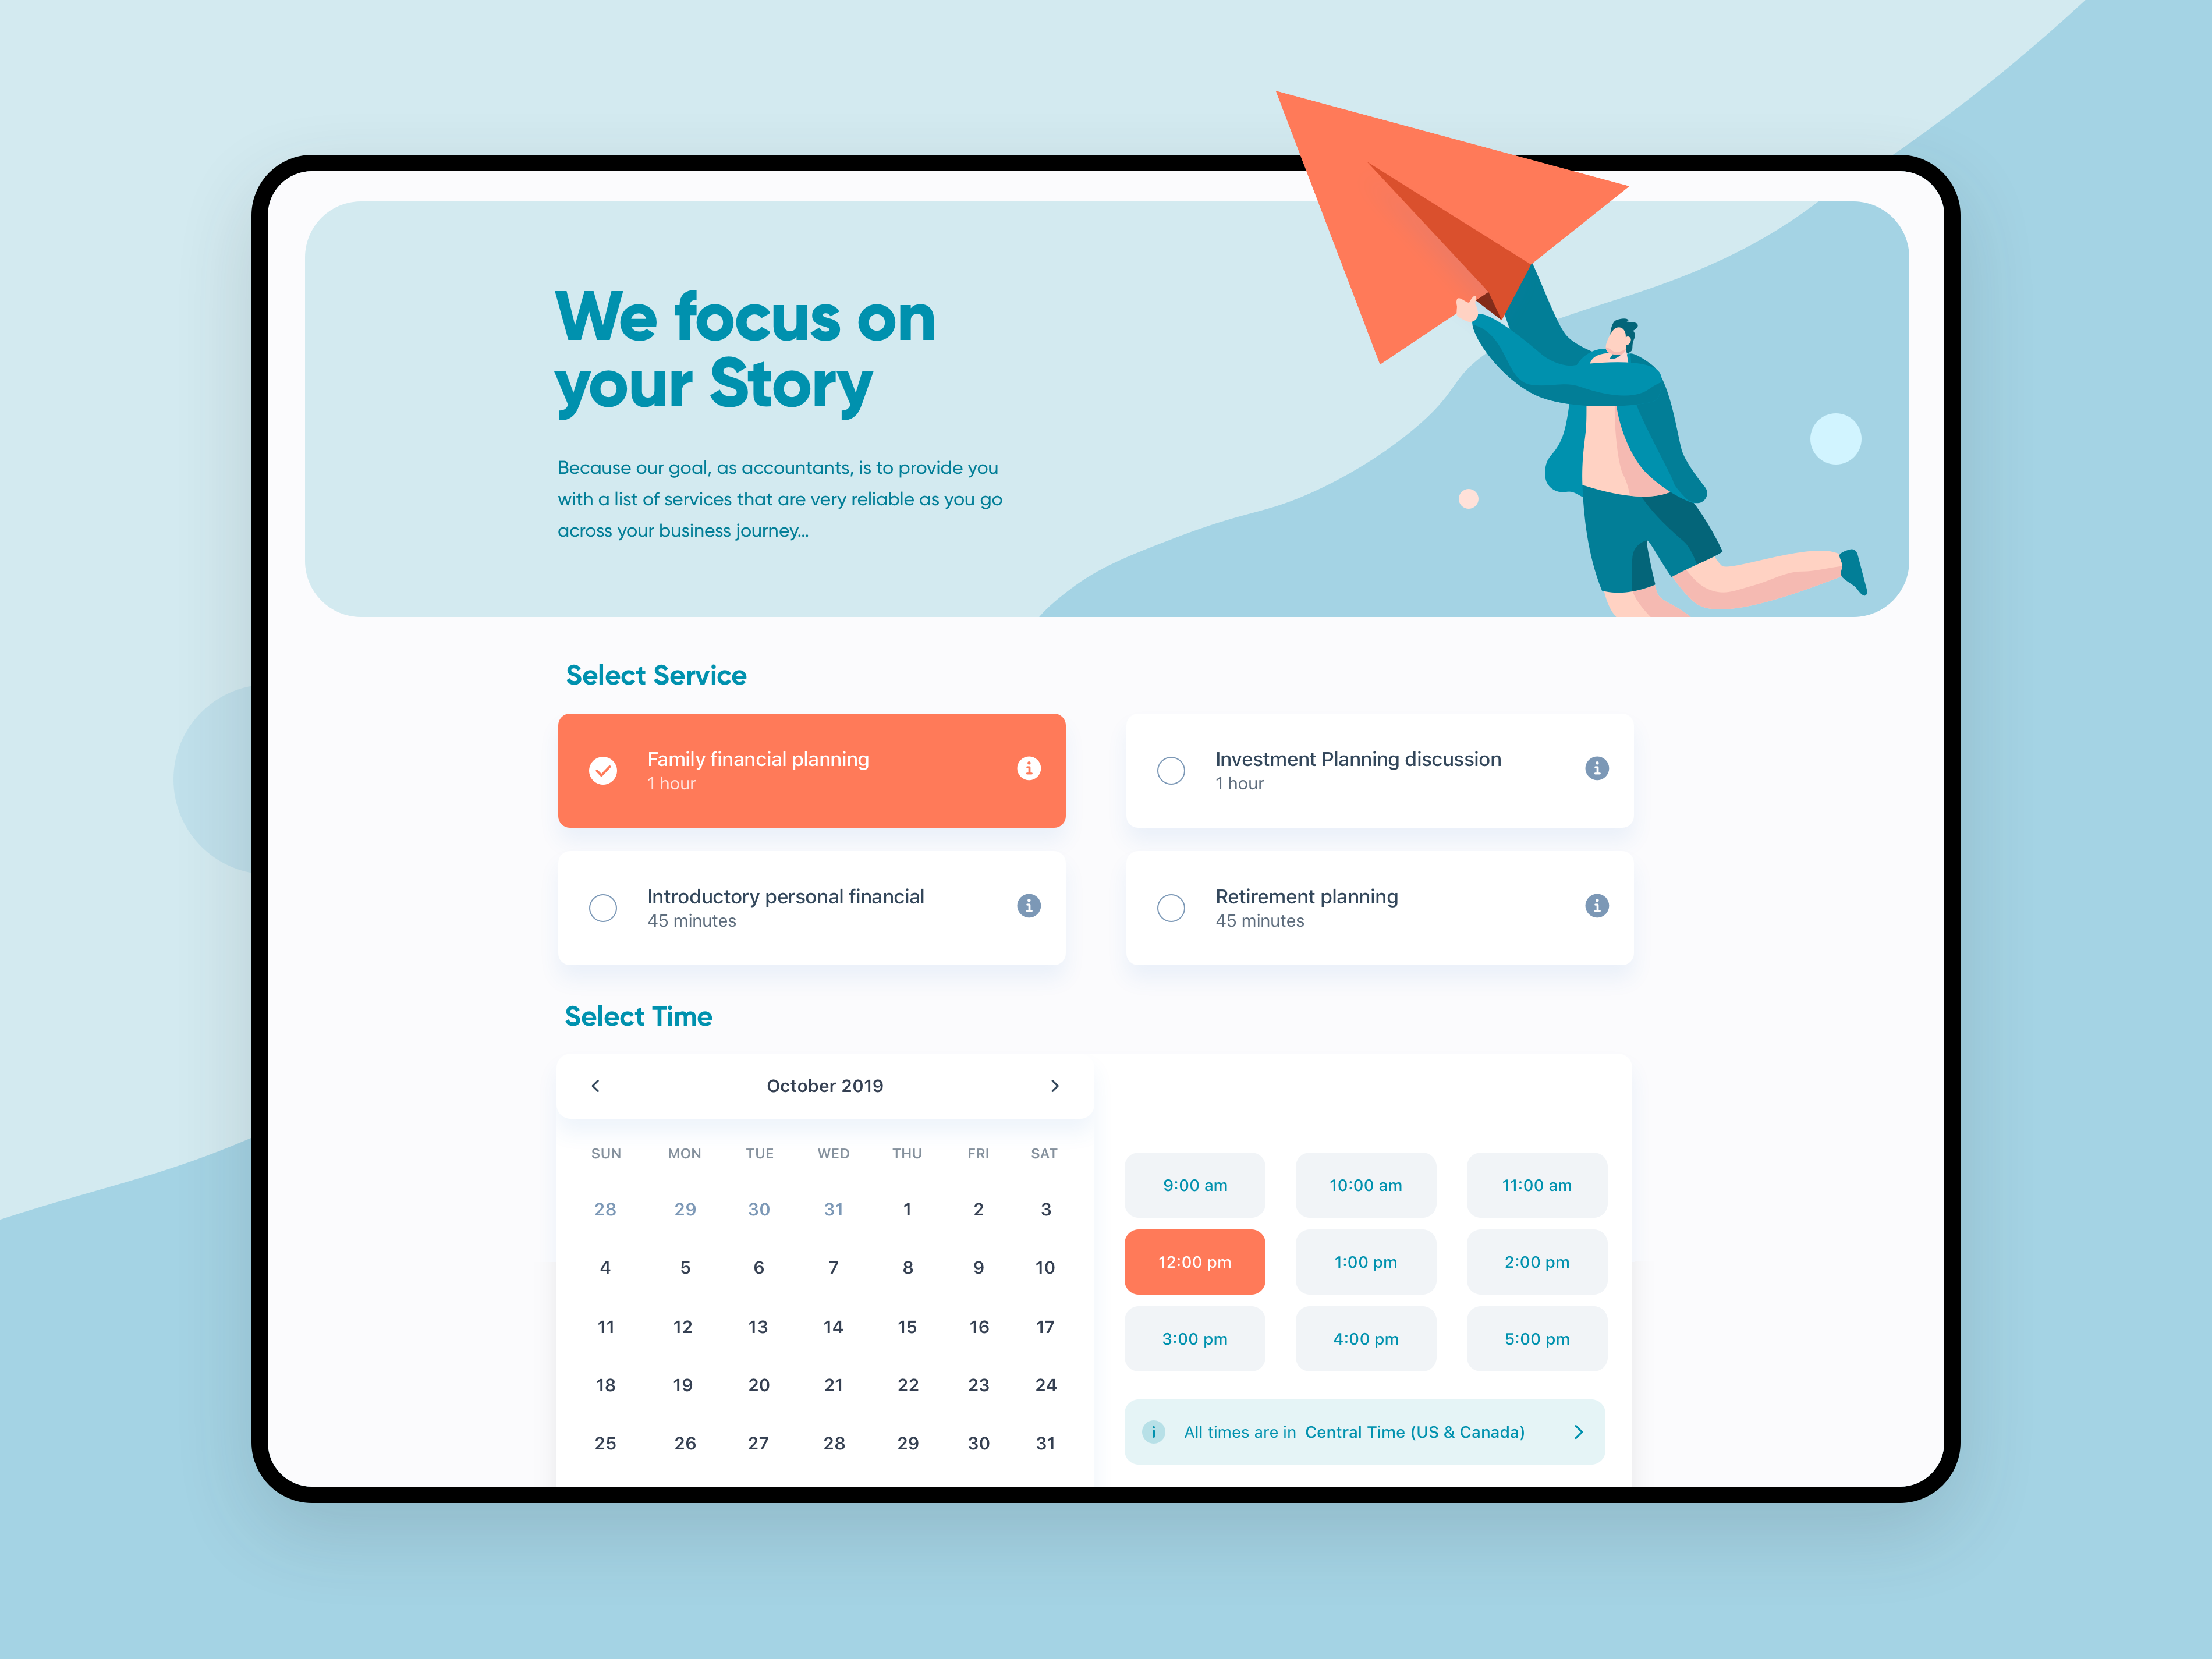 We focus on
your Story
Because our goal, as accountants, is to provide you
with a list of services that are very reliable as you go
across your business journey...
Select Service
Family financial planning
1 hour
Investment Planning discussion
1 hour
Introductory personal financial
45 minutes
Retirement planning
45 minutes
Select Time
October 2019
SUN MON TUE WED THU FRI SAT
28 29 30 31 1 2 3
4 5 6 7 8 9 10
11 12 13 14 15 16 17
18 19 20 21 22 23 24
25 26 27 28 29 30 31
9:00 am 10:00 am 11:00 am
12:00 pm 1:00 pm 2:00 pm
3:00 pm 4:00 pm 5:00 pm
All times are in Central Time (US & Canada)